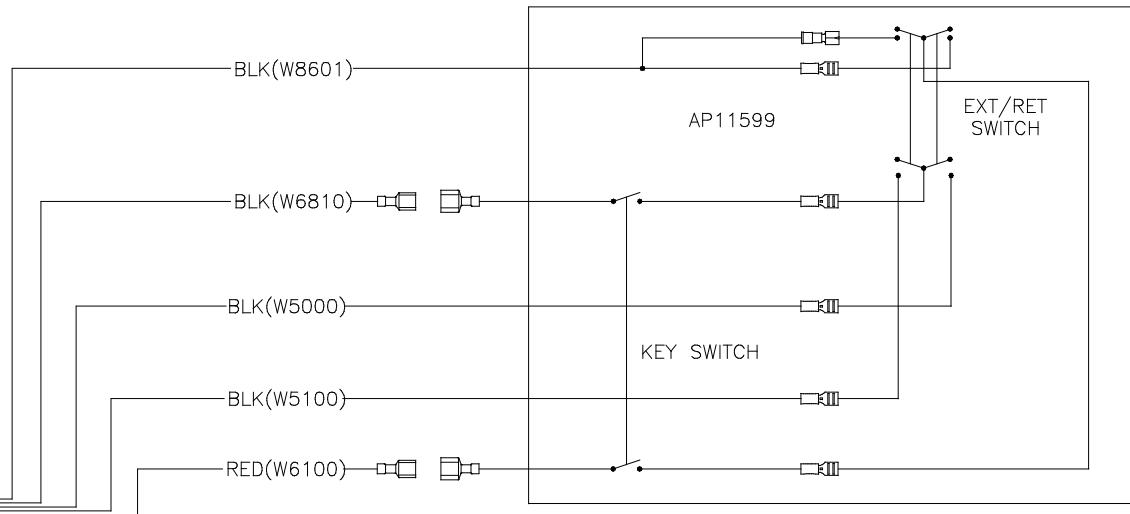 BLK(W8601)
AP11599
EXT/RET
SWITCH
BLK(W6810)
BLK(W5000)
KEY SWITCH
BLK(W5100)
RED(W6100)